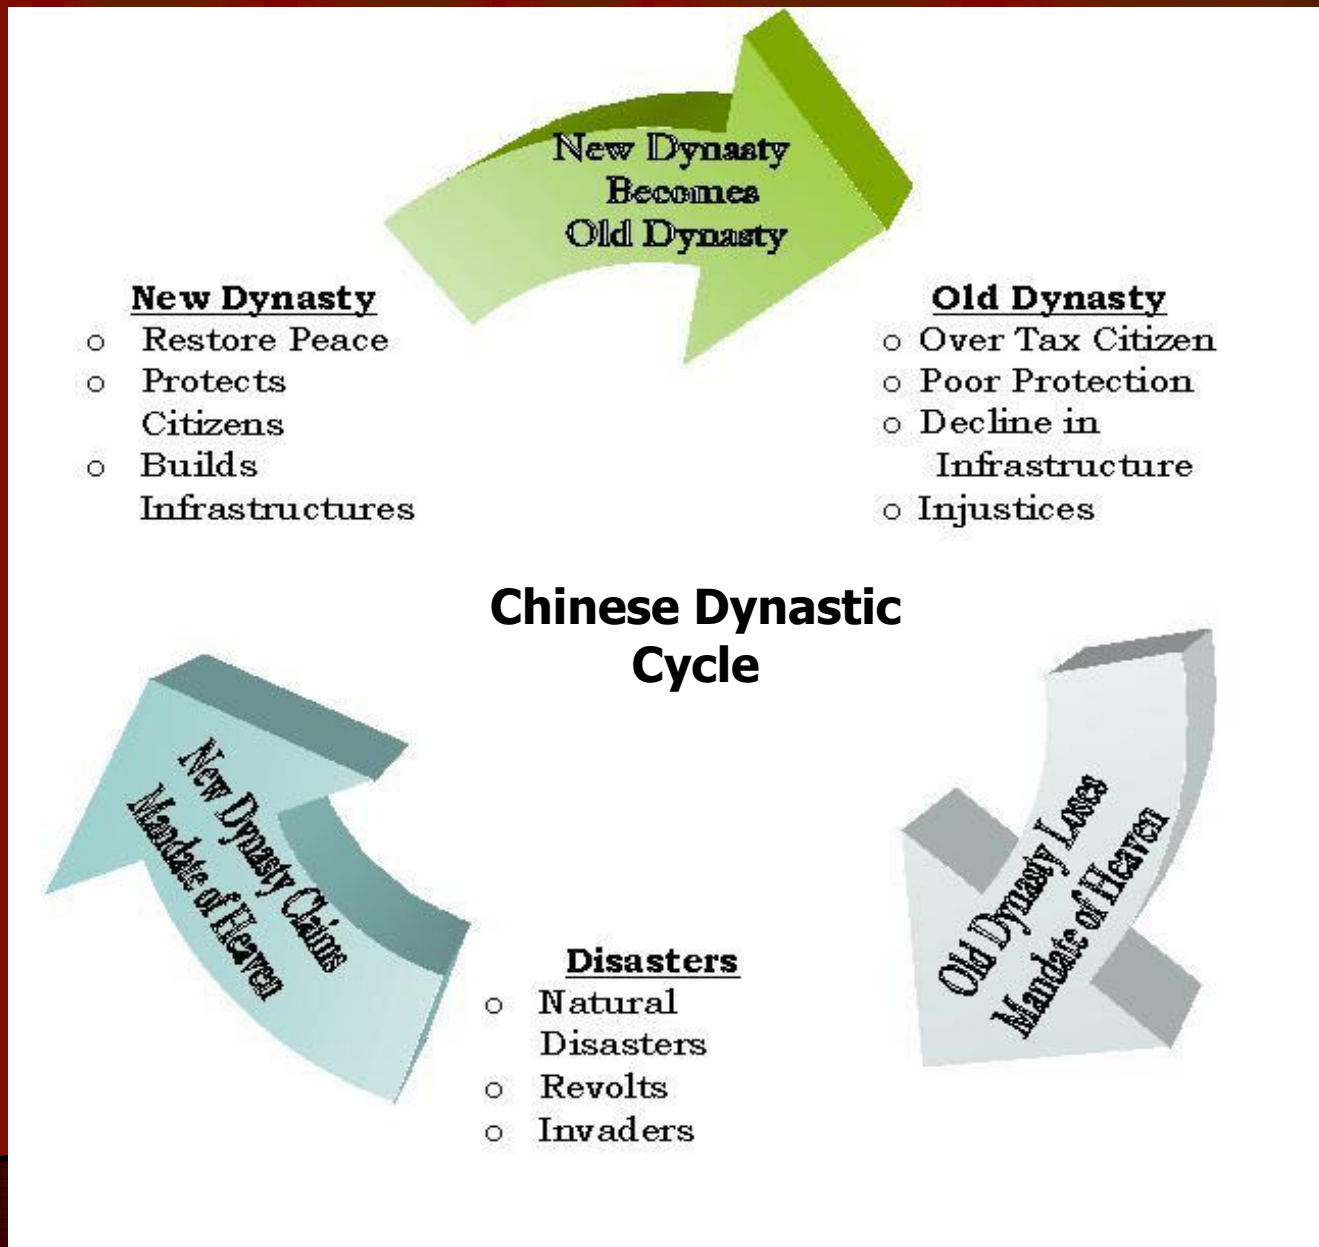 New Dynasty
Becomes
Old Dynasty
New Dynasty
o Restore Peace
o Protects
Citizens
o Builds
Infrastructures
Old Dynasty
o Over Tax Citizen
o Poor Protection
o Decline in
Infrastructure
o Injustices
Chinese Dynastic
Cycle
New Dynasty Claims
Mandate of Heaven
Old Dynasty Loses
Mandate of Heaven
Disasters
o Natural
Disasters
o Revolts
o Invaders